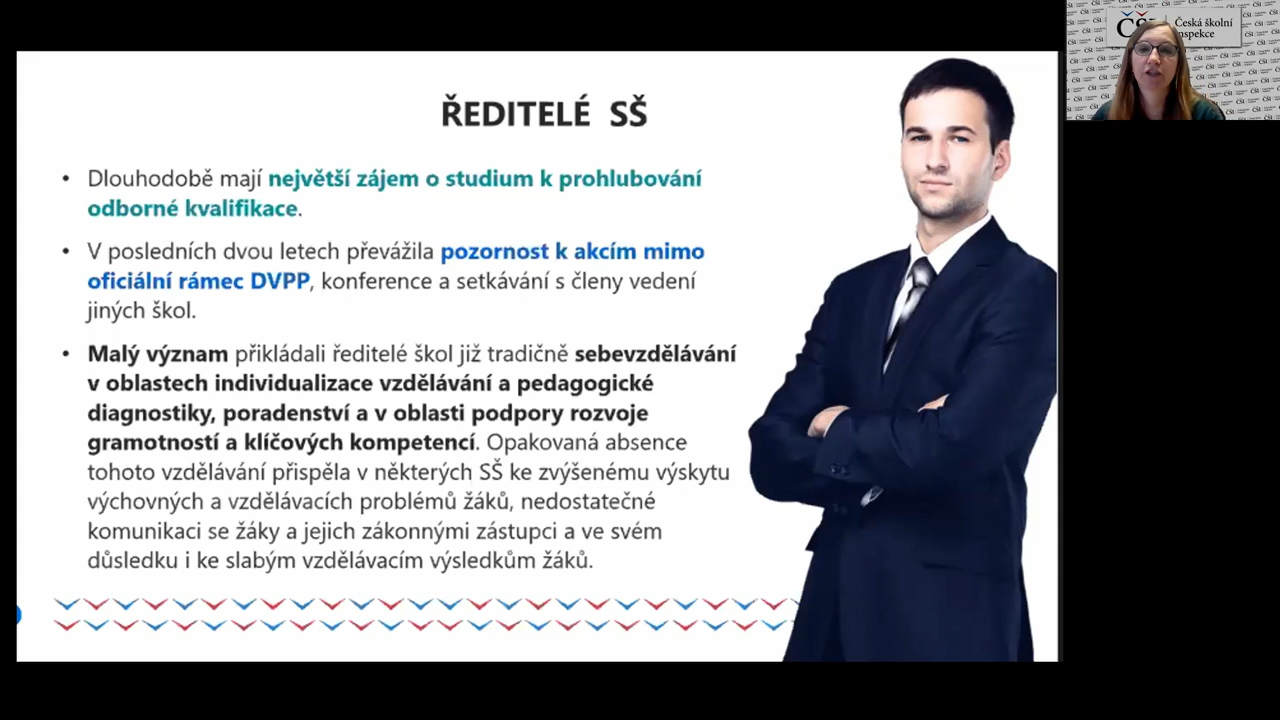 ŘEDITELÉ SŠ
• Dlouhodobě mají největší zájem o studium k prohlubování
odborné kvalifikace.
• V posledních dvou letech převážila pozornost k akcím mimo
oficiální rámec DVPP, konference a setkávání s členy vedení
jiných škol.
• Malý význam přikládali ředitelé škol již tradičně sebevzdělávání
v oblastech individualizace vzdělávání a pedagogické
diagnostiky, poradenství a v oblasti podpory rozvoje
gramotností a klíčových kompetencí. Opakovaná absence
tohoto vzdělávání přispěla v některých SŠ ke zvýšenému výskytu
výchovných a vzdělávacích problémů žáků, nedostatečné
komunikaci se žáky a jejich zákonnými zástupci a ve svém
důsledku i ke slabým vzdělávacím výsledkům žáků.
Česká školní